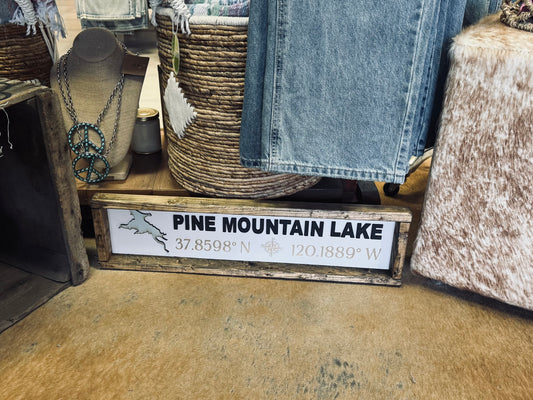 PINE MOUNTAIN LAKE
37.8598° N 120.1889° W